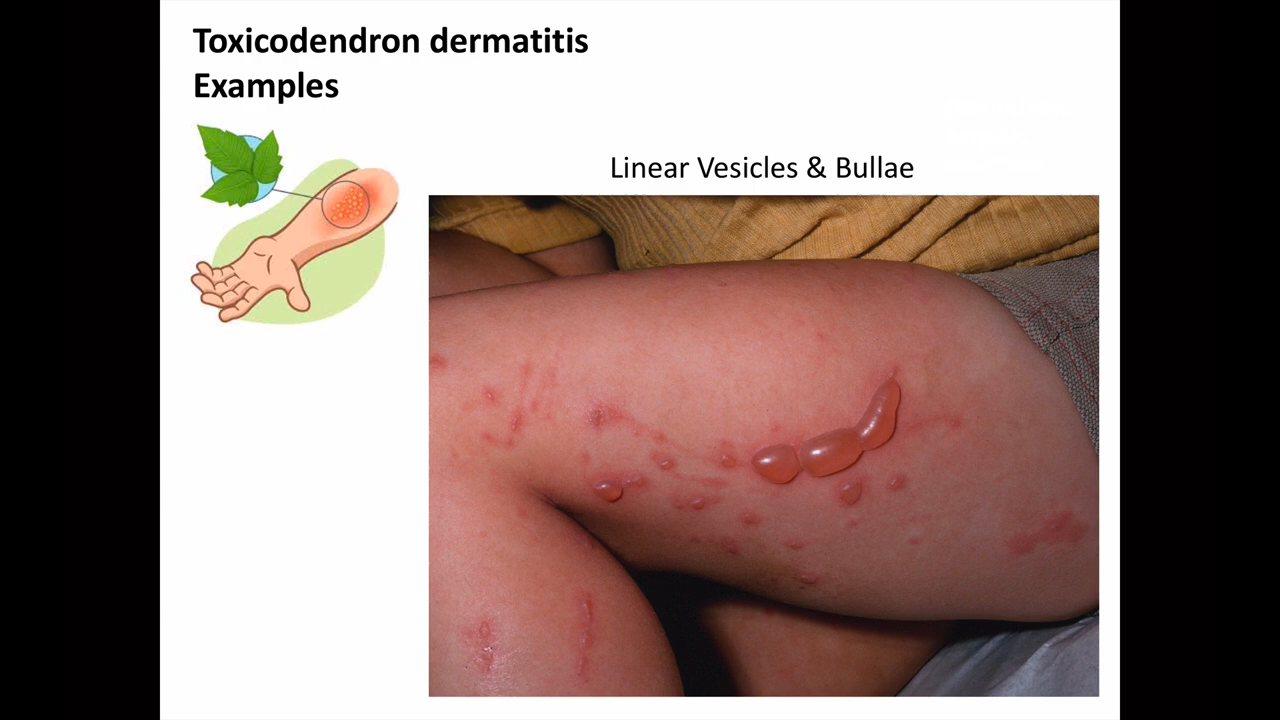 Toxicodendron dermatitis
Examples
Linear Vesicles & Bullae